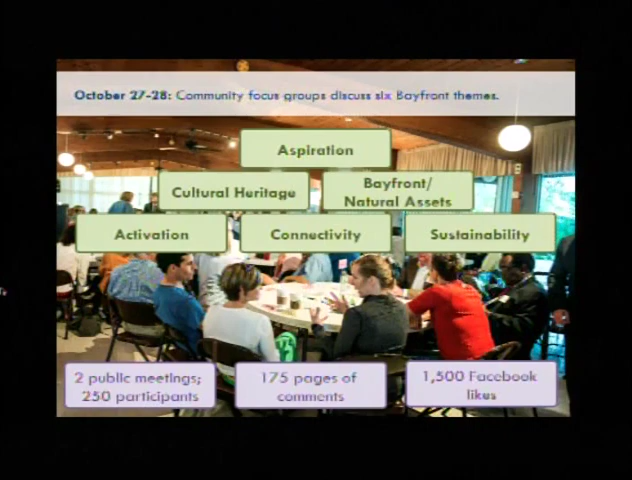 October 27-28: Community focus groups discuss six Bayfront themes.
Aspiration
Cultural Heritage
Bayfront/
Natural Assets
Activation
Connectivity
Sustainability
2 public meetings;
250 participants
175 pages of
comments
1,500 Facebook
likes